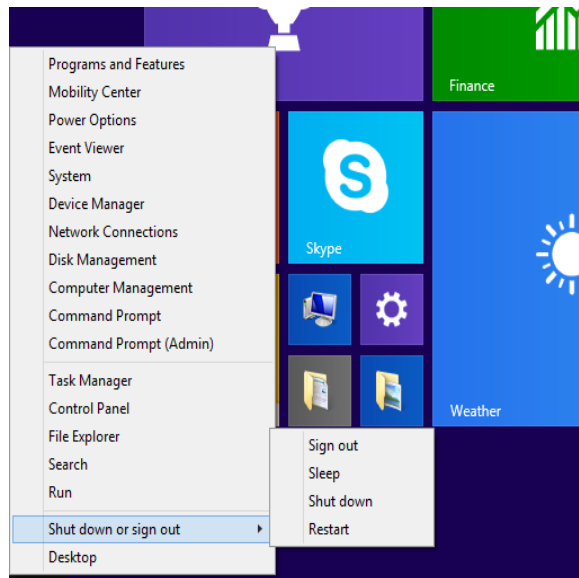 Finance
Programs and Features
Mobility Center
Power Options
Event Viewer
System
Device Manager
Network Connections
Disk Management
Computer Management
Command Prompt
Command Prompt (Admin)
Task Manager
Control Panel
File Explorer
Search
Run
Shut down or sign out
Desktop
Sign out
Sleep
Shut down
Restart
Skype
Weather